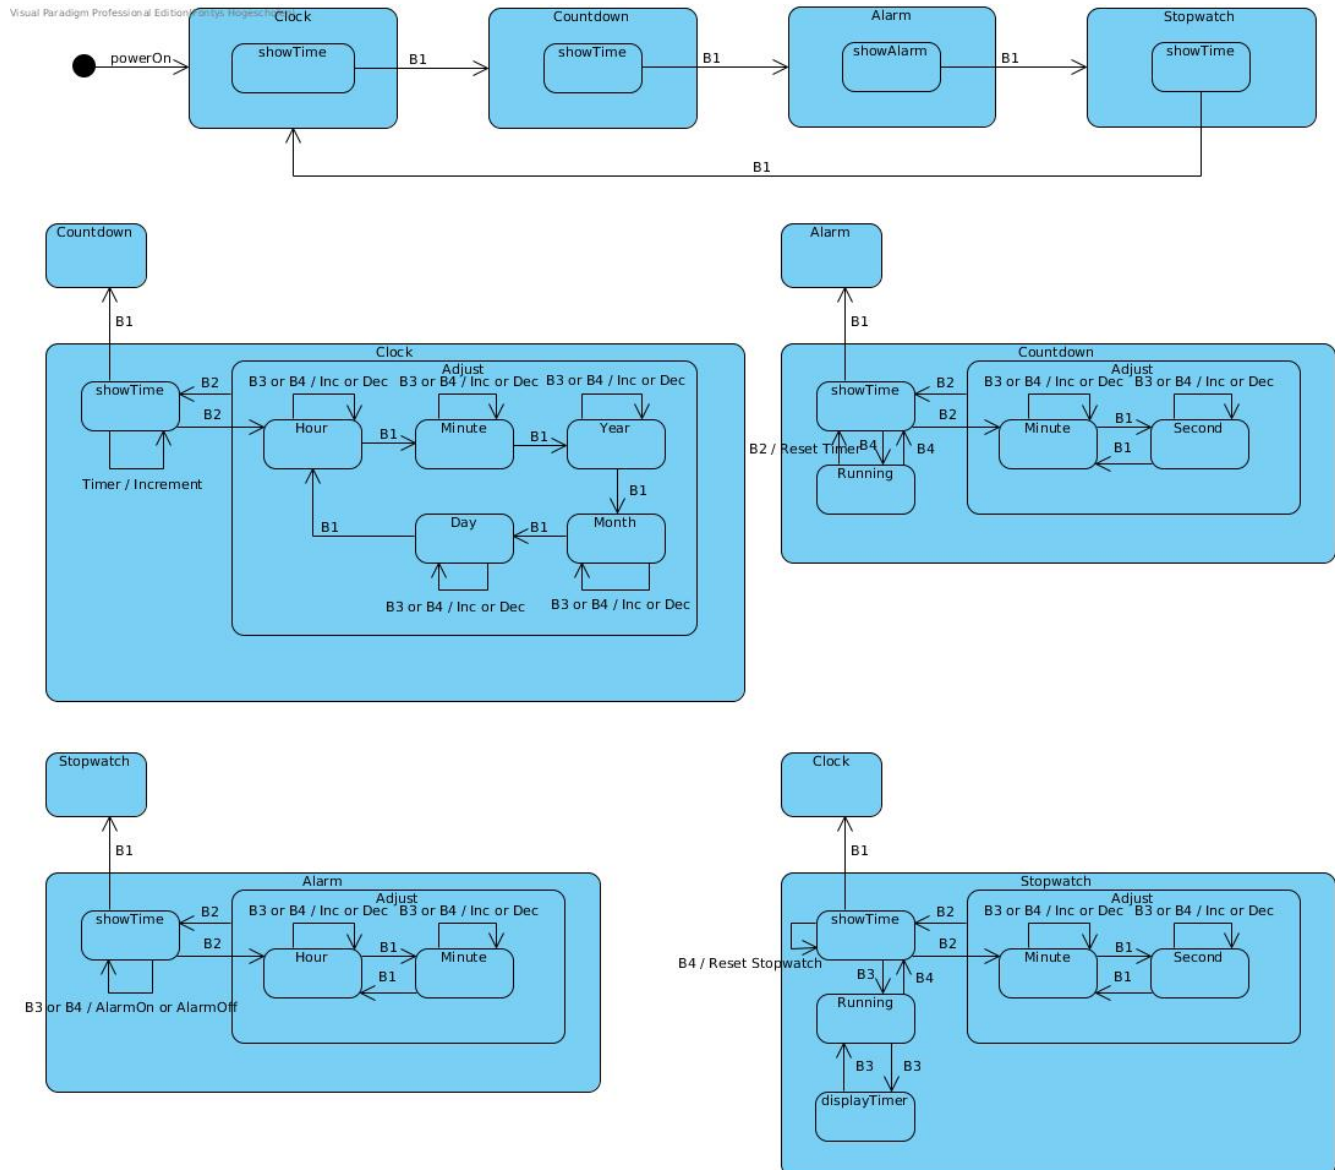 Visual Paradigm Professional Edition(Fontys Hogeschool
Clock
Countdown
Alarm
Stopwatch
showTime
showTime
showAlarm
showTime
powerOn
B1
B1
B1
B1
Countdown
B1
Clock
Adjust
showTime
B2
B2
Timer / Increment
B3 or B4 / Inc or Dec
B3 or B4 / Inc or Dec
B3 or B4 / Inc or Dec
Hour
B1
Minute
B1
Year
B1
B1
Day
B1
Month
B3 or B4 / Inc or Dec
B3 or B4 / Inc or Dec
Alarm
B1
Countdown
Adjust
showTime
B2
B2
B3 or B4 / Inc or Dec
B3 or B4 / Inc or Dec
Minute
B1
Second
B1
B2 / Reset Timer
B4
B4
Running
Stopwatch
B1
Alarm
Adjust
showTime
B2
B2
B3 or B4 / Inc or Dec
B3 or B4 / Inc or Dec
Hour
B1
Minute
B1
B3 or B4 / AlarmOn or AlarmOff
Clock
B1
Stopwatch
Adjust
showTime
B2
B2
B3 or B4 / Inc or Dec
B3 or B4 / Inc or Dec
Minute
B1
Second
B1
B4 / Reset Stopwatch
B3
B4
Running
B3
B3
displayTimer